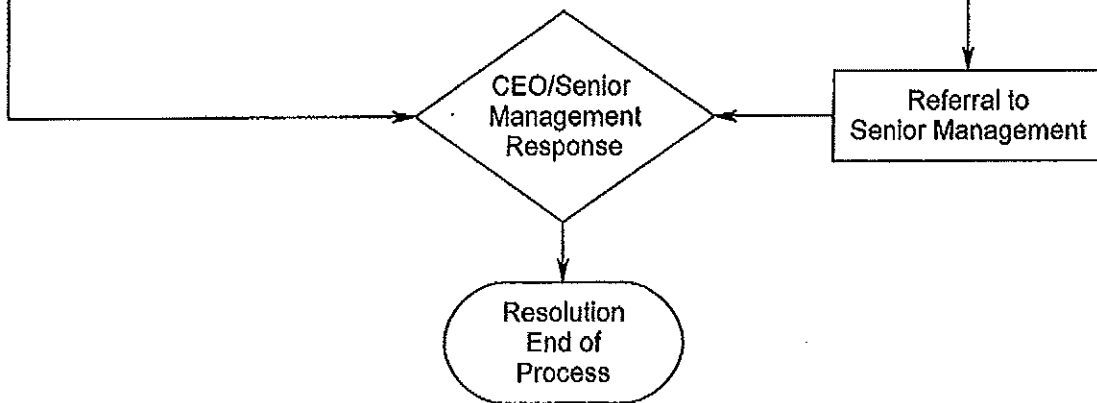 CEO/Senior
Management
Response
Referral to
Senior Management
Resolution
End of
Process